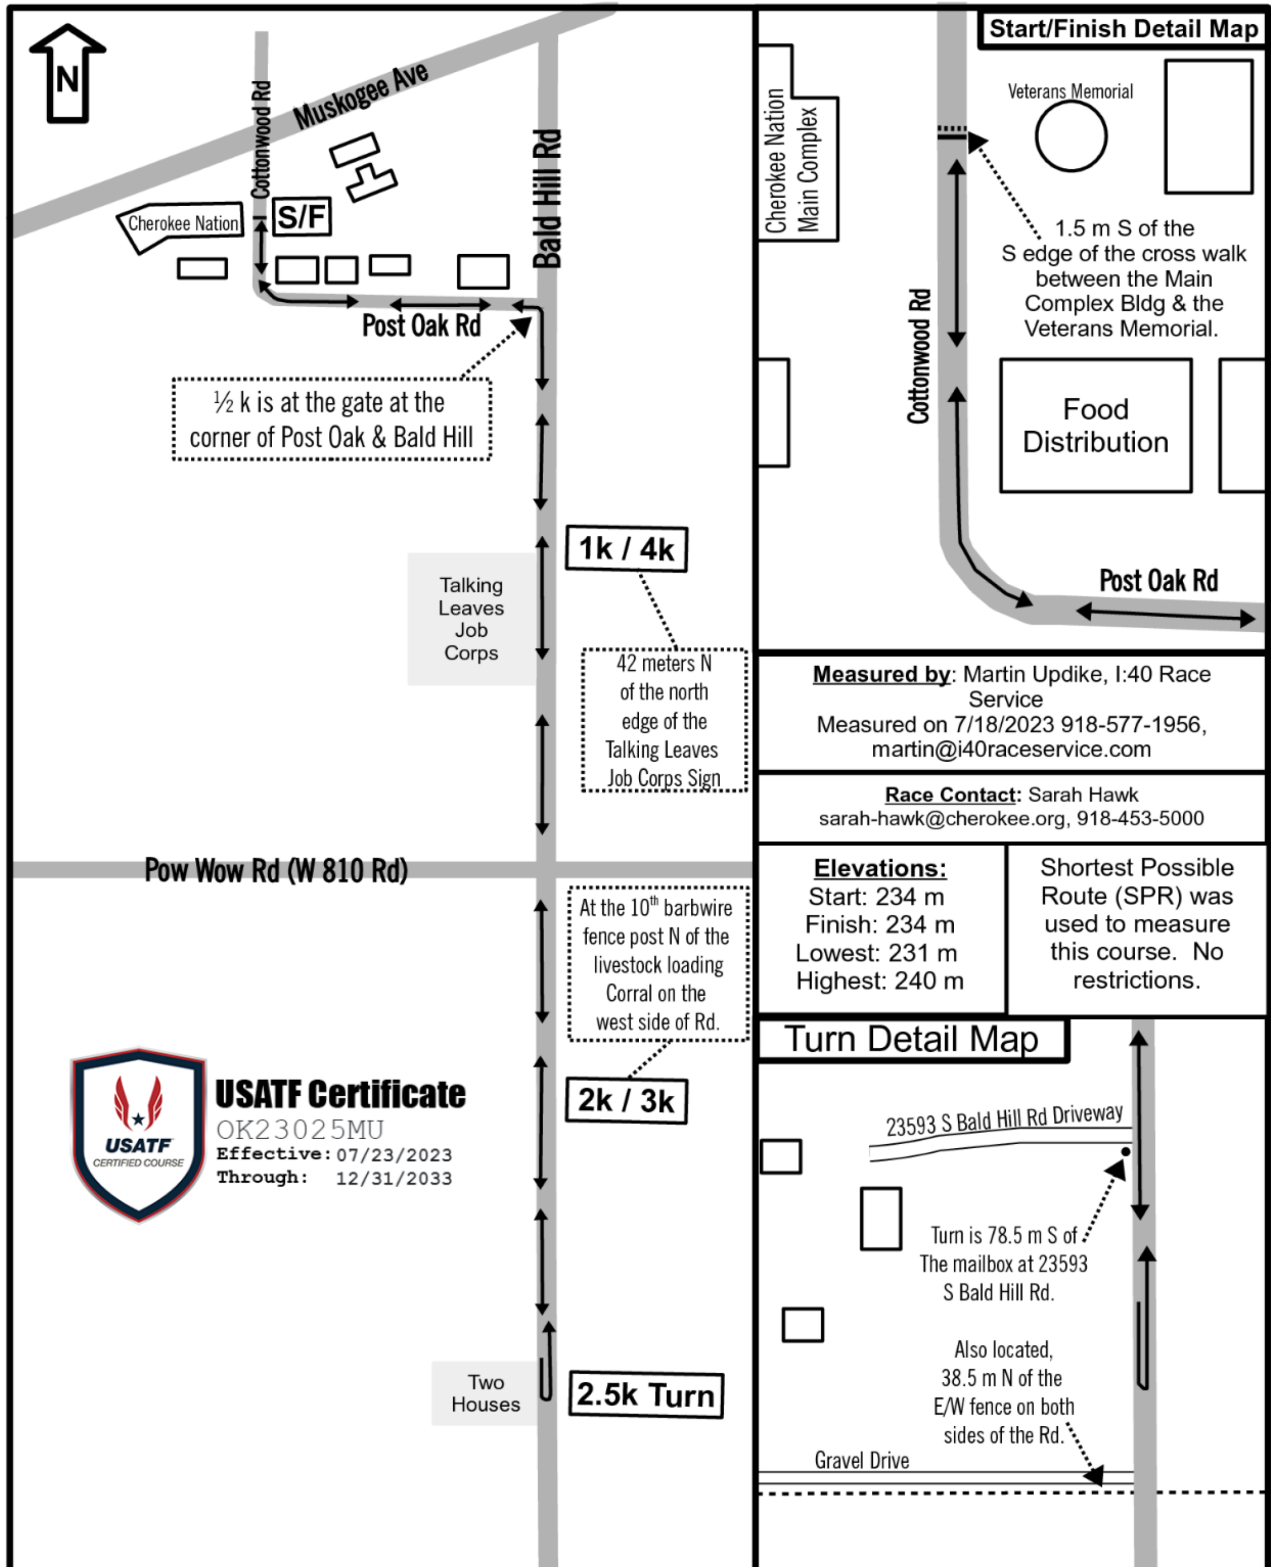 N
Cottonwood Rd
Muskogee Ave
Bald Hill Rd
Cherokee Nation
S/F
Post Oak Rd
½ k is at the gate at the
corner of Post Oak & Bald Hill
1k / 4k
Talking
Leaves
Job
Corps
42 meters N
of the north
edge of the
Talking Leaves
Job Corps Sign
Pow Wow Rd (W 810 Rd)
At the 10th barbwire
fence post N of the
livestock loading
Corral on the
west side of Rd.
2k / 3k
USATF
CERTIFIED COURSE
USATF Certificate
OK23025MU
Effective: 07/23/2023
Through: 12/31/2033
Two
Houses
2.5k Turn
Start/Finish Detail Map
Cherokee Nation
Main Complex
Veterans Memorial
1.5 m S of the
S edge of the cross walk
between the Main
Complex Bldg & the
Veterans Memorial.
Cottonwood Rd
Food
Distribution
Post Oak Rd
Measured by: Martin Updike, I:40 Race
Service
Measured on 7/18/2023 918-577-1956,
martin@i40raceservice.com
Race Contact: Sarah Hawk
sarah-hawk@cherokee.org, 918-453-5000
Elevations:
Start: 234 m
Finish: 234 m
Lowest: 231 m
Highest: 240 m
Shortest Possible
Route (SPR) was
used to measure
this course. No
restrictions.
Turn Detail Map
23593 S Bald Hill Rd Driveway
Turn is 78.5 m S of
The mailbox at 23593
S Bald Hill Rd.
Also located,
38.5 m N of the
E/W fence on both
sides of the Rd.
Gravel Drive